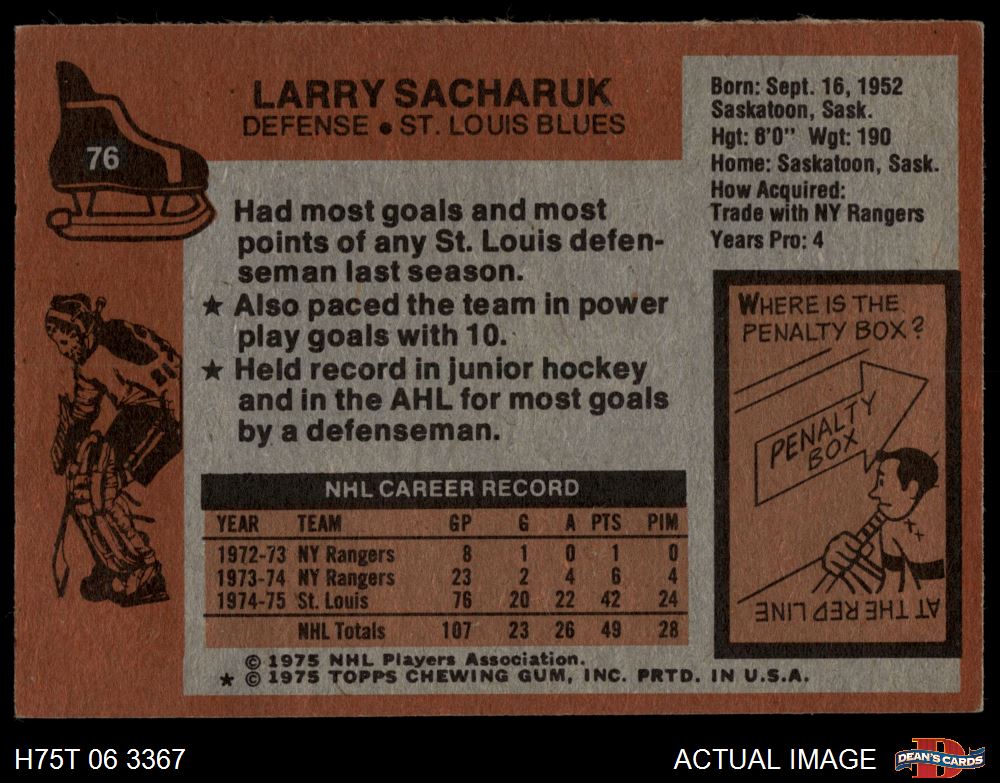 LARRY SACHARUK
DEFENSE ● ST. LOUIS BLUES
76
Born: Sept. 16, 1952
Saskatoon, Sask.
Hgt: 6'0" Wgt: 190
Home: Saskatoon, Sask.
How Acquired:
Trade with NY Rangers
Years Pro: 4
Had most goals and most
points of any St. Louis defen-
seman last season.
★ Also paced the team in power
play goals with 10.
★ Held record in junior hockey
and in the AHL for most goals
by a defenseman.
WHERE IS THE
PENALTY BOX?
PENALTY
BOX
AT THE RED LINE
NHL CAREER RECORD
YEAR TEAM GP G A PTS PIM
1972-73 NY Rangers 8 1 0 1 0
1973-74 NY Rangers 23 2 4 6 4
1974-75 St. Louis 76 20 22 42 24
NHL Totals 107 23 26 49 28
© 1975 NHL Players Association.
★ © 1975 TOPPS CHEWING GUM, INC. PRTD. IN U.S.A.
H75T 06 3367
ACTUAL IMAGE
D
DEAN'S CARDS